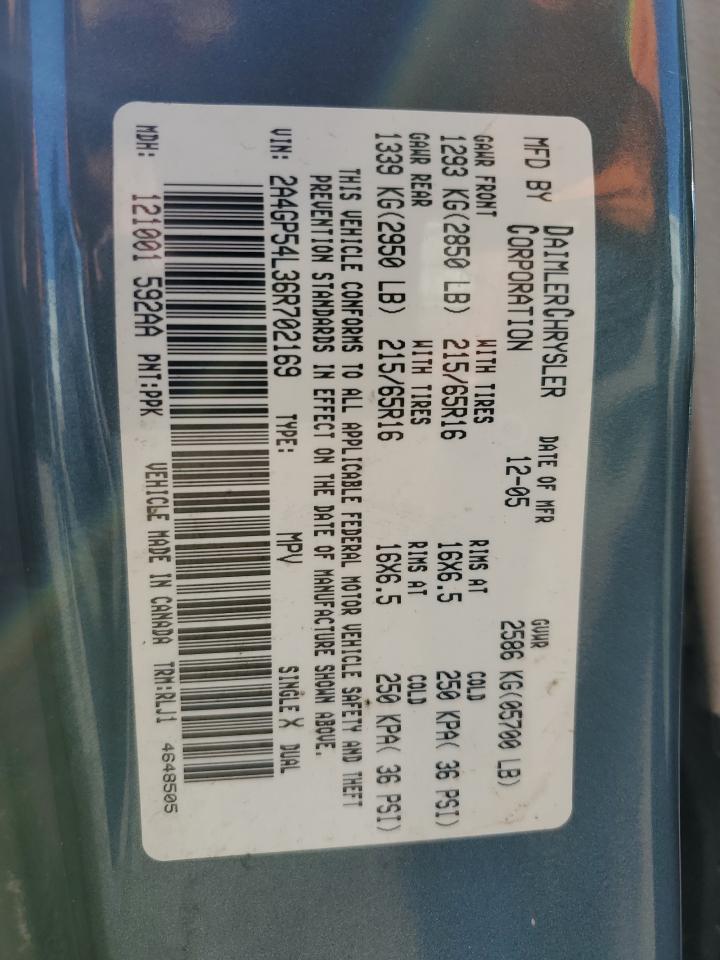 MFD BY DAIMLERCHRYSLER CORPORATION DATE OF MFR 12-05 GVWR 2586 KG(05700 LB)
GAWR FRONT WITH TIRES RIMS AT COLD
1293 KG(2850 LB) 215/65R16 16X6.5 250 KPA( 36 PSI)
GAWR REAR WITH TIRES RIMS AT COLD
1339 KG(2950 LB) 215/65R16 16X6.5 250 KPA( 36 PSI)
THIS VEHICLE CONFORMS TO ALL APPLICABLE FEDERAL MOTOR VEHICLE SAFETY AND THEFT
PREVENTION STANDARDS IN EFFECT ON THE DATE OF MANUFACTURE SHOWN ABOVE.
VIN: 2A4GP54L36R702169 TYPE: MPV SINGLE X DUAL
MDH: 121001 592AA PNT:PPK VEHICLE MADE IN CANADA TRM:RLJ1 4648505